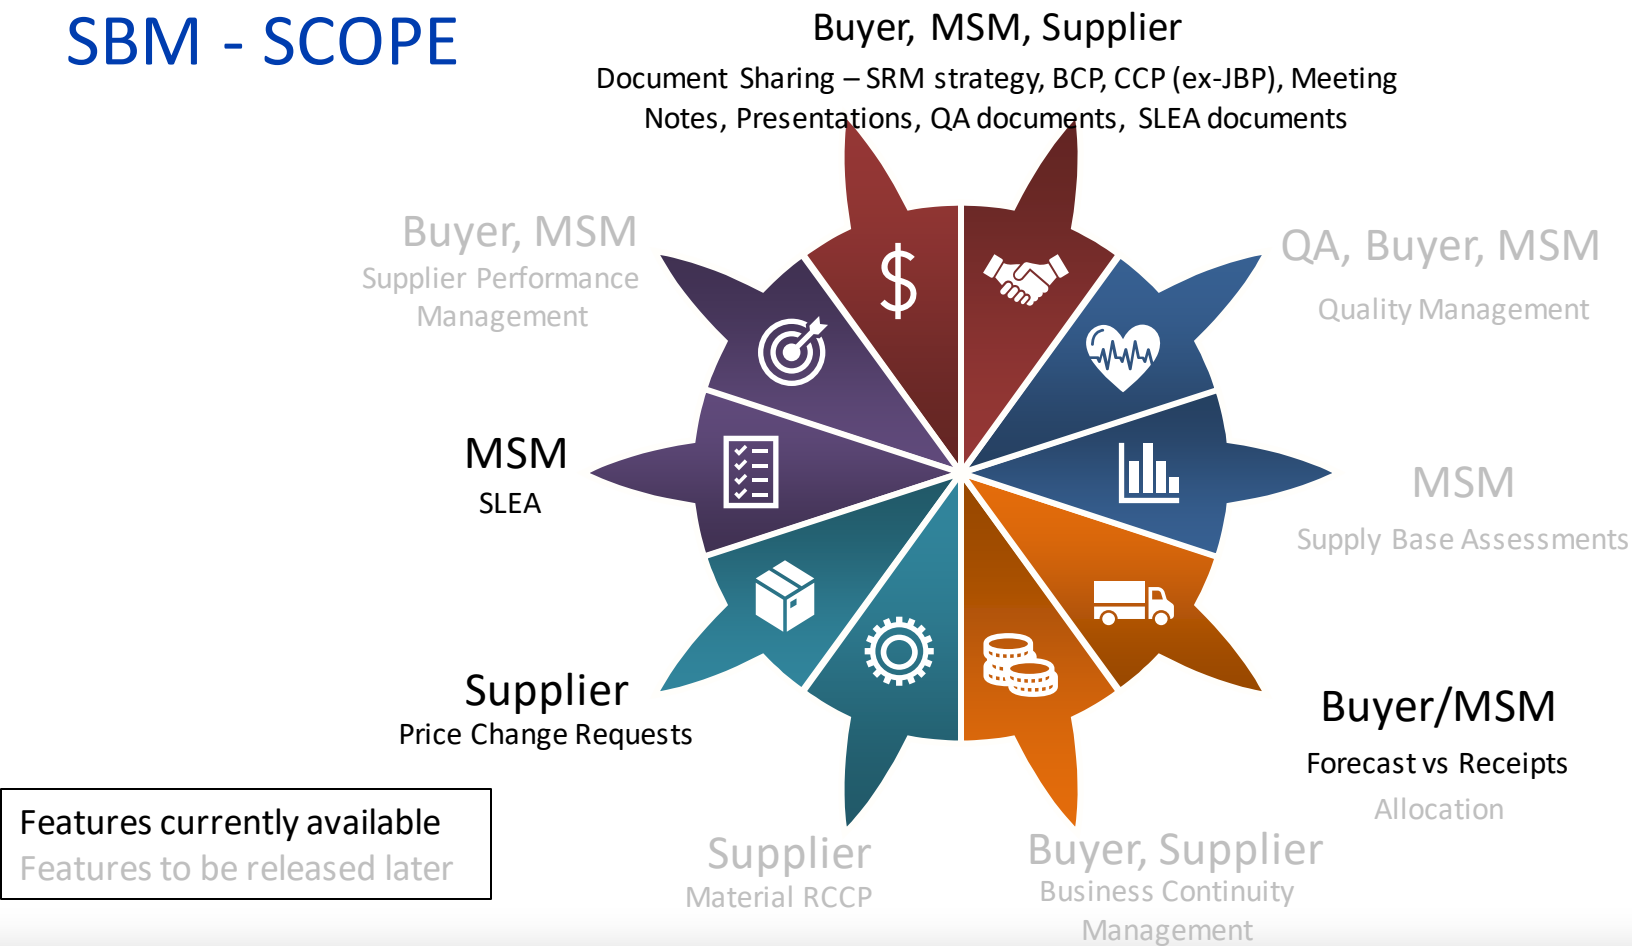 SBM - SCOPE
Buyer, MSM, Supplier
Document Sharing – SRM strategy, BCP, CCP (ex-JBP), Meeting
Notes, Presentations, QA documents, SLEA documents
Buyer, MSM
Supplier Performance
Management
QA, Buyer, MSM
Quality Management
MSM
SLEA
MSM
Supply Base Assessments
Supplier
Price Change Requests
Buyer/MSM
Forecast vs Receipts
Allocation
Features currently available
Features to be released later
Supplier
Material RCCP
Buyer, Supplier
Business Continuity
Management
$